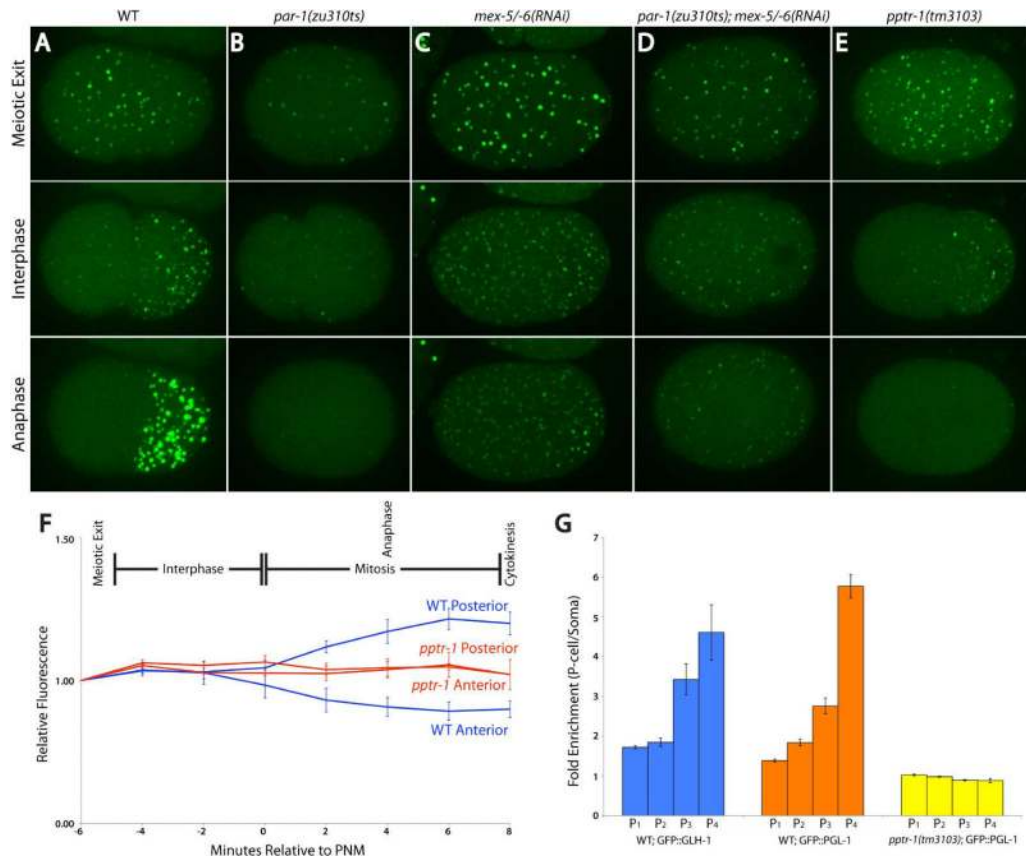 WT
par-1(zu310ts)
mex-5/-6(RNAi)
par-1(zu310ts); mex-5/-6(RNAi)
pptr-1(tm3103)
A
B
C
D
E
Meiotic Exit
Interphase
Anaphase
F
Relative Fluorescence
1.50
1.00
0.00
Meiotic Exit
Interphase
Anaphase
Mitosis
Cytokinesis
WT Posterior
pptr-1 Posterior
pptr-1 Anterior
WT Anterior
-6 -4 -2 0 2 4 6 8
Minutes Relative to PNM
G
Fold Enrichment (P-cell/Soma)
7
6
5
4
3
2
1
0
P1 P2 P3 P4 P1 P2 P3 P4 P1 P2 P3 P4
WT; GFP::GLH-1
WT; GFP::PGL-1
pptr-1(tm3103); GFP::PGL-1